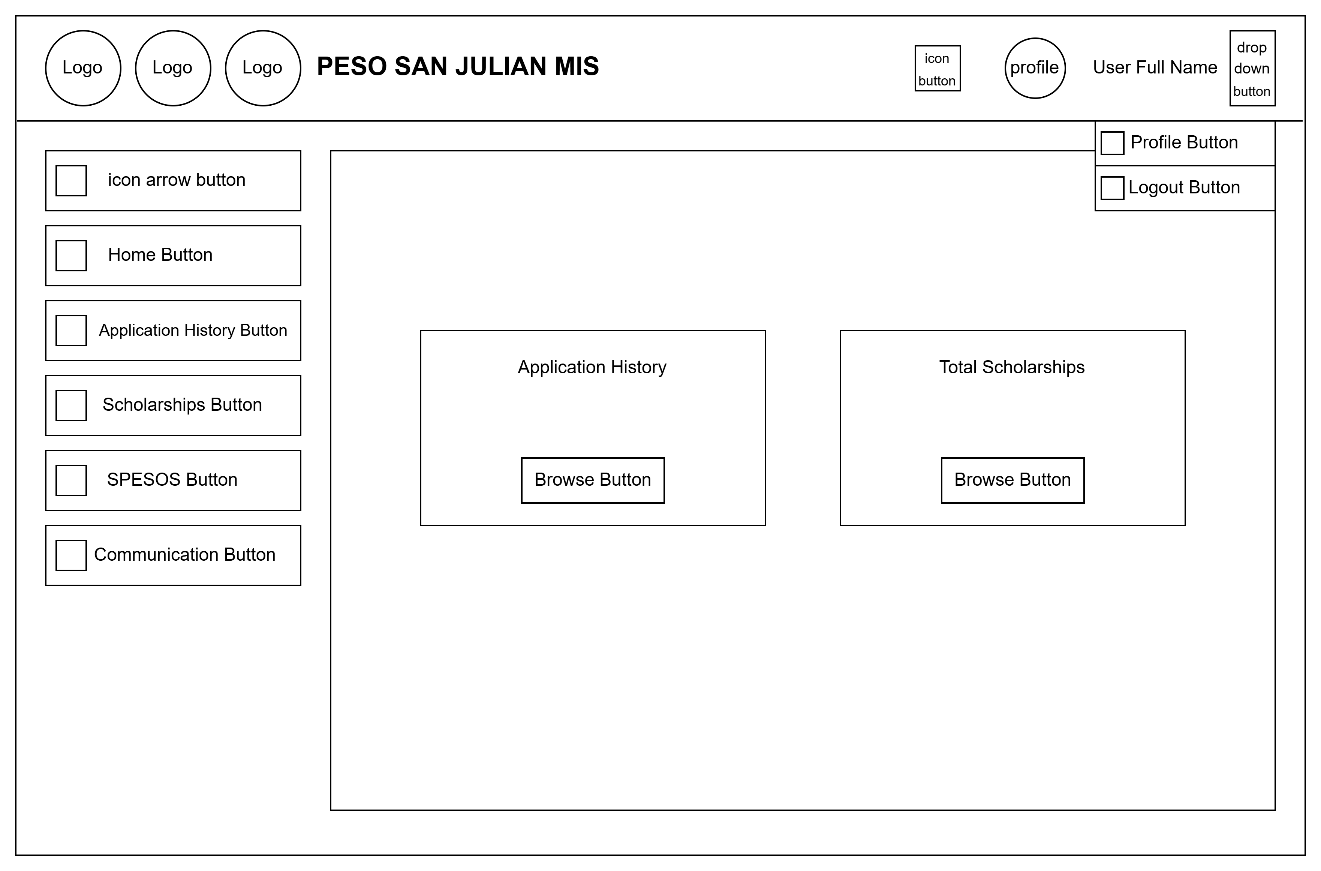 Logo
Logo
Logo
PESO SAN JULIAN MIS
icon
button
profile
User Full Name
drop
down
button
Profile Button
Logout Button
icon arrow button
Home Button
Application History Button
Scholarships Button
SPESOS Button
Communication Button
Application History
Browse Button
Total Scholarships
Browse Button